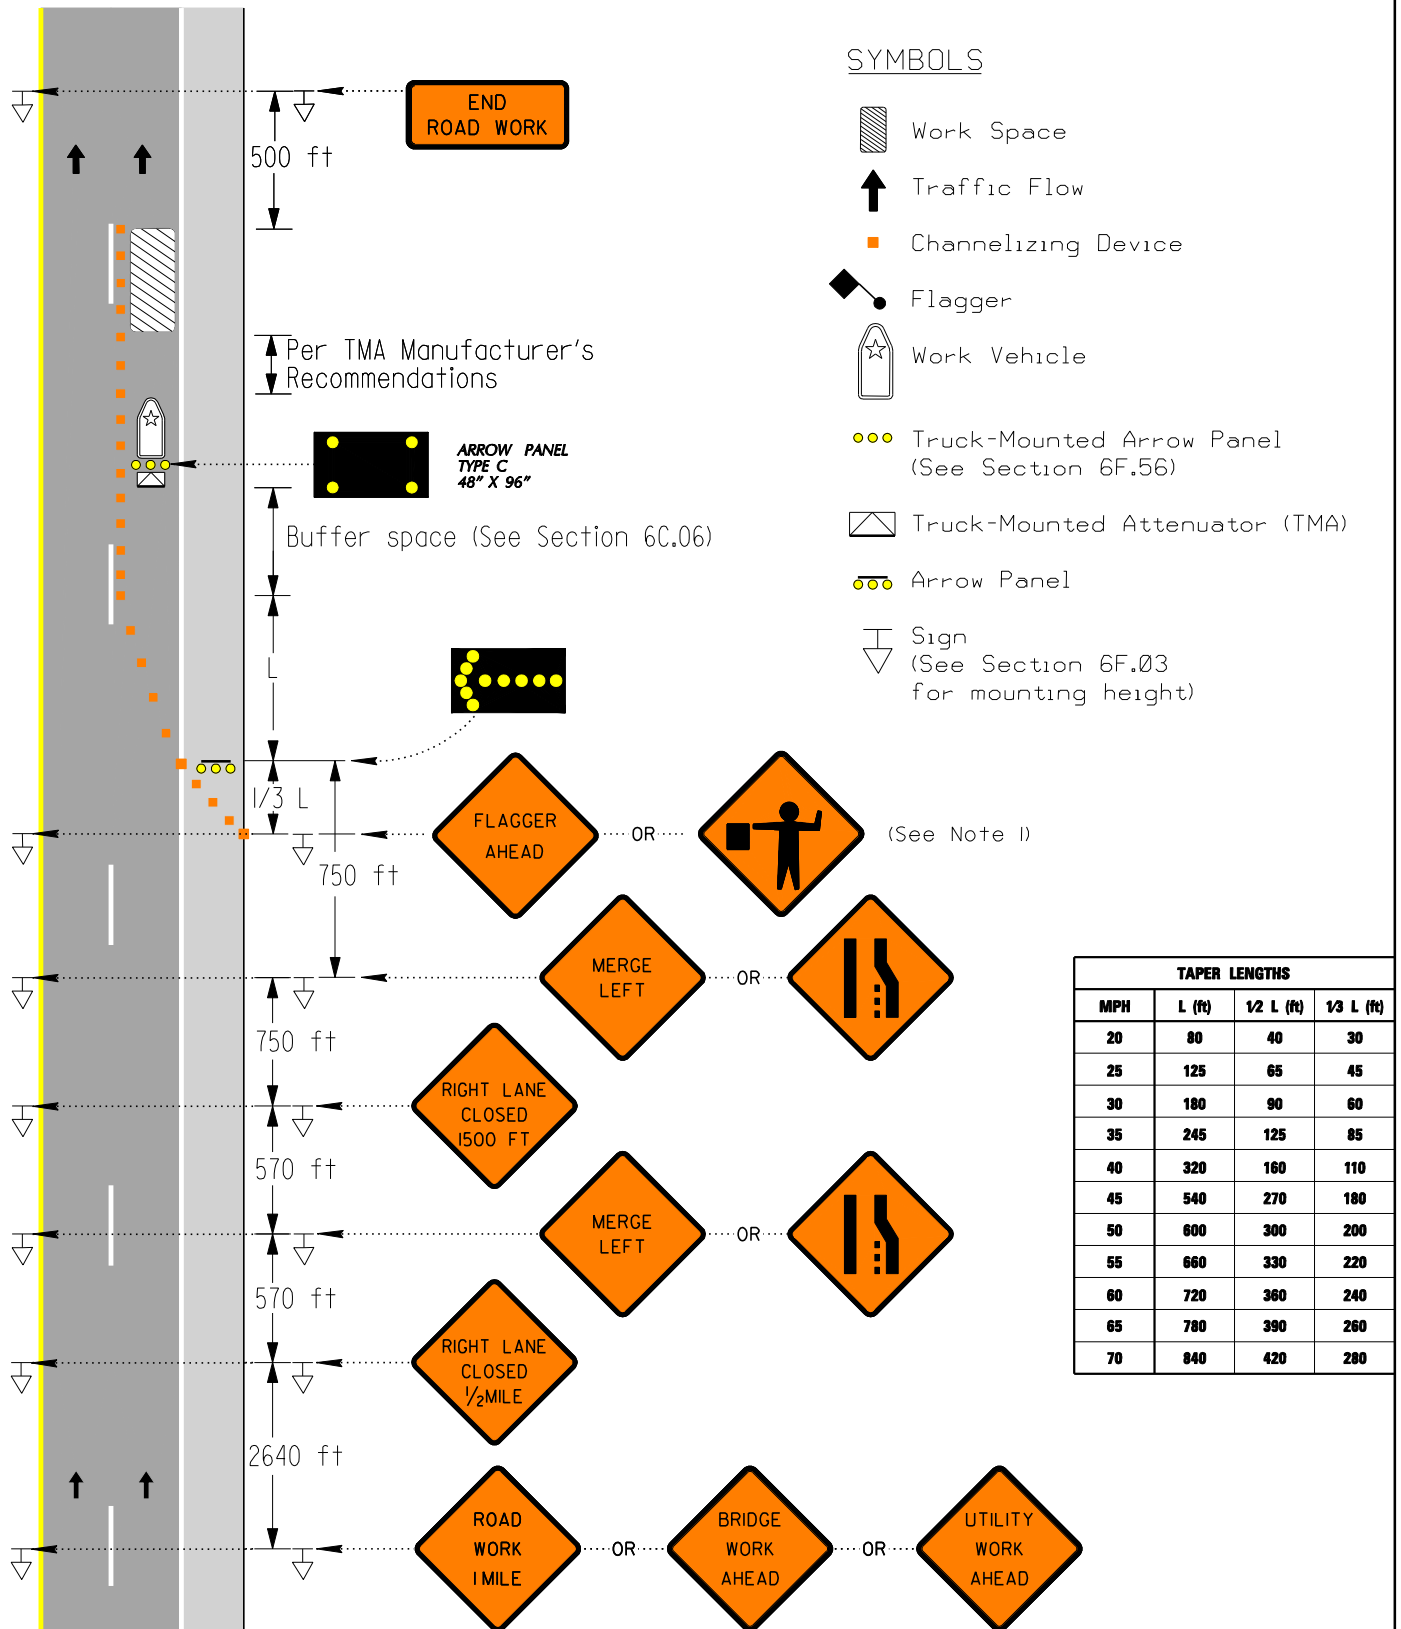 SYMBOLS
END
ROAD WORK
500 ft
Work Space
Traffic Flow
Channelizing Device
Flagger
Work Vehicle
Truck-Mounted Arrow Panel
(See Section 6F.56)
Truck-Mounted Attenuator (TMA)
Arrow Panel
Sign
(See Section 6F.03
for mounting height)
Per TMA Manufacturer's
Recommendations
ARROW PANEL
TYPE C
48" X 96"
Buffer space (See Section 6C.06)
L
1/3 L
FLAGGER
AHEAD
OR
(See Note 1)
750 ft
MERGE
LEFT
OR
750 ft
RIGHT LANE
CLOSED
1500 FT
570 ft
MERGE
LEFT
OR
570 ft
RIGHT LANE
CLOSED
1/2 MILE
2640 ft
ROAD
WORK
1 MILE
OR
BRIDGE
WORK
AHEAD
OR
UTILITY
WORK
AHEAD
TAPER LENGTHS
MPH L (ft) 1/2 L (ft) 1/3 L (ft)
20 80 40 30
25 125 65 45
30 180 90 60
35 245 125 85
40 320 160 110
45 540 270 180
50 600 300 200
55 660 330 220
60 720 360 240
65 780 390 260
70 840 420 280